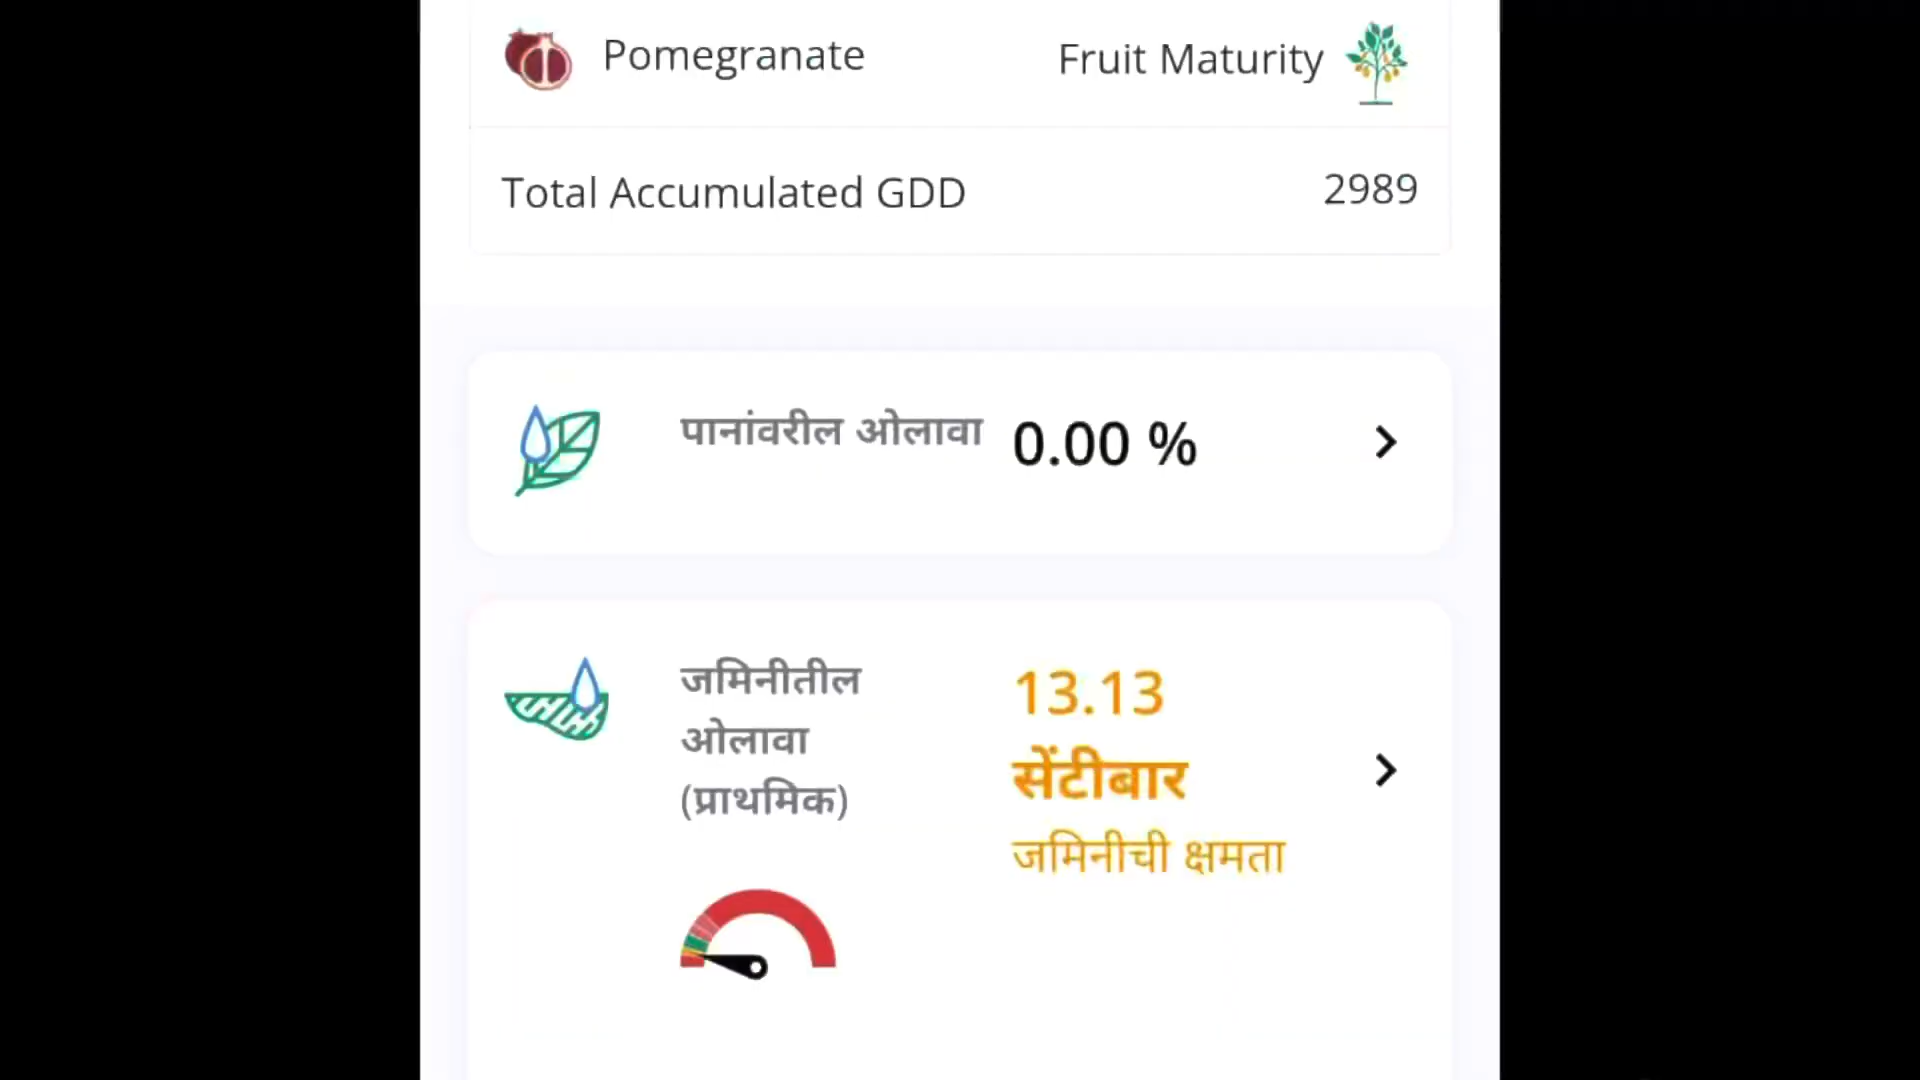 Pomegranate Fruit Maturity
Total Accumulated GDD 2989
पानांवरील ओलावा 0.00 %
जमिनीतील
ओलावा
(प्राथमिक)
13.13
सेंटीबार
जमिनीची क्षमता